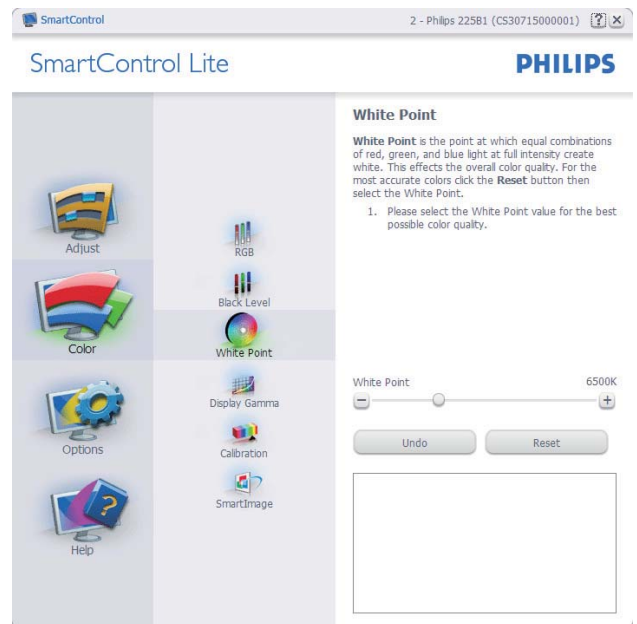 SmartControl
2 - Philips 225B1 (CS30715000001)
SmartControl Lite
PHILIPS
Adjust
Color
Options
Help
RGB
Black Level
White Point
Display Gamma
Calibration
SmartImage
White Point
White Point is the point at which equal combinations
of red, green, and blue light at full intensity create
white. This effects the overall color quality. For the
most accurate colors click the Reset button then
select the White Point.
1. Please select the White Point value for the best
possible color quality.
White Point 6500K
Undo
Reset